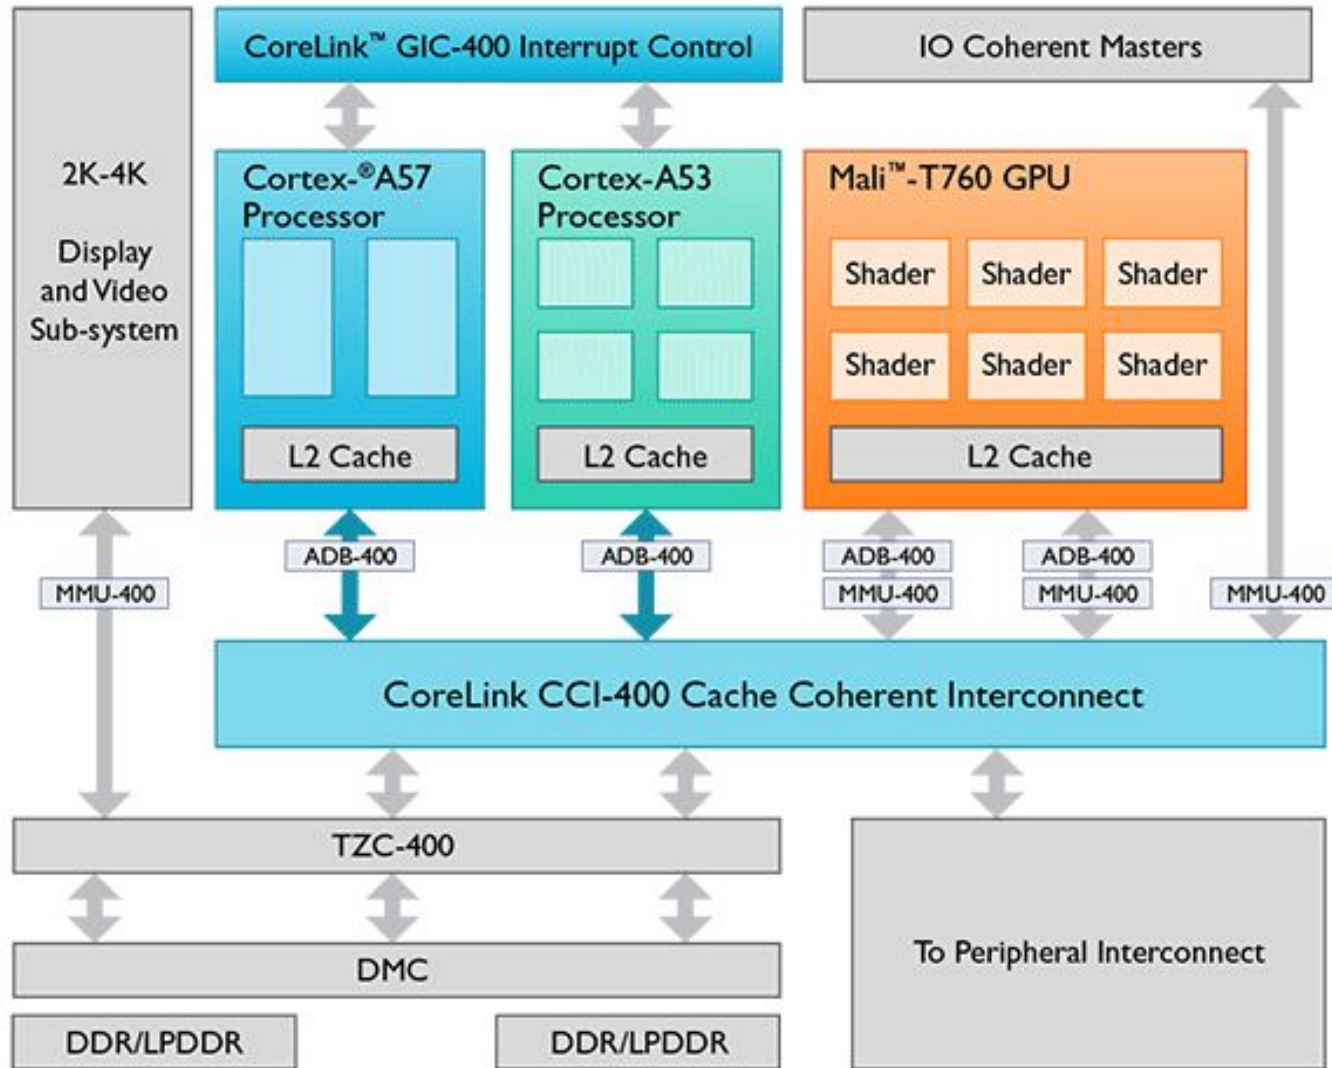 CoreLink™ GIC-400 Interrupt Control
IO Coherent Masters
2K-4K
Display
and Video
Sub-system
Cortex-®A57
Processor
L2 Cache
Cortex-A53
Processor
L2 Cache
Mali™-T760 GPU
Shader Shader Shader
Shader Shader Shader
L2 Cache
MMU-400
ADB-400
ADB-400
ADB-400
MMU-400
ADB-400
MMU-400
MMU-400
CoreLink CCI-400 Cache Coherent Interconnect
TZC-400
DMC
DDR/LPDDR
DDR/LPDDR
To Peripheral Interconnect